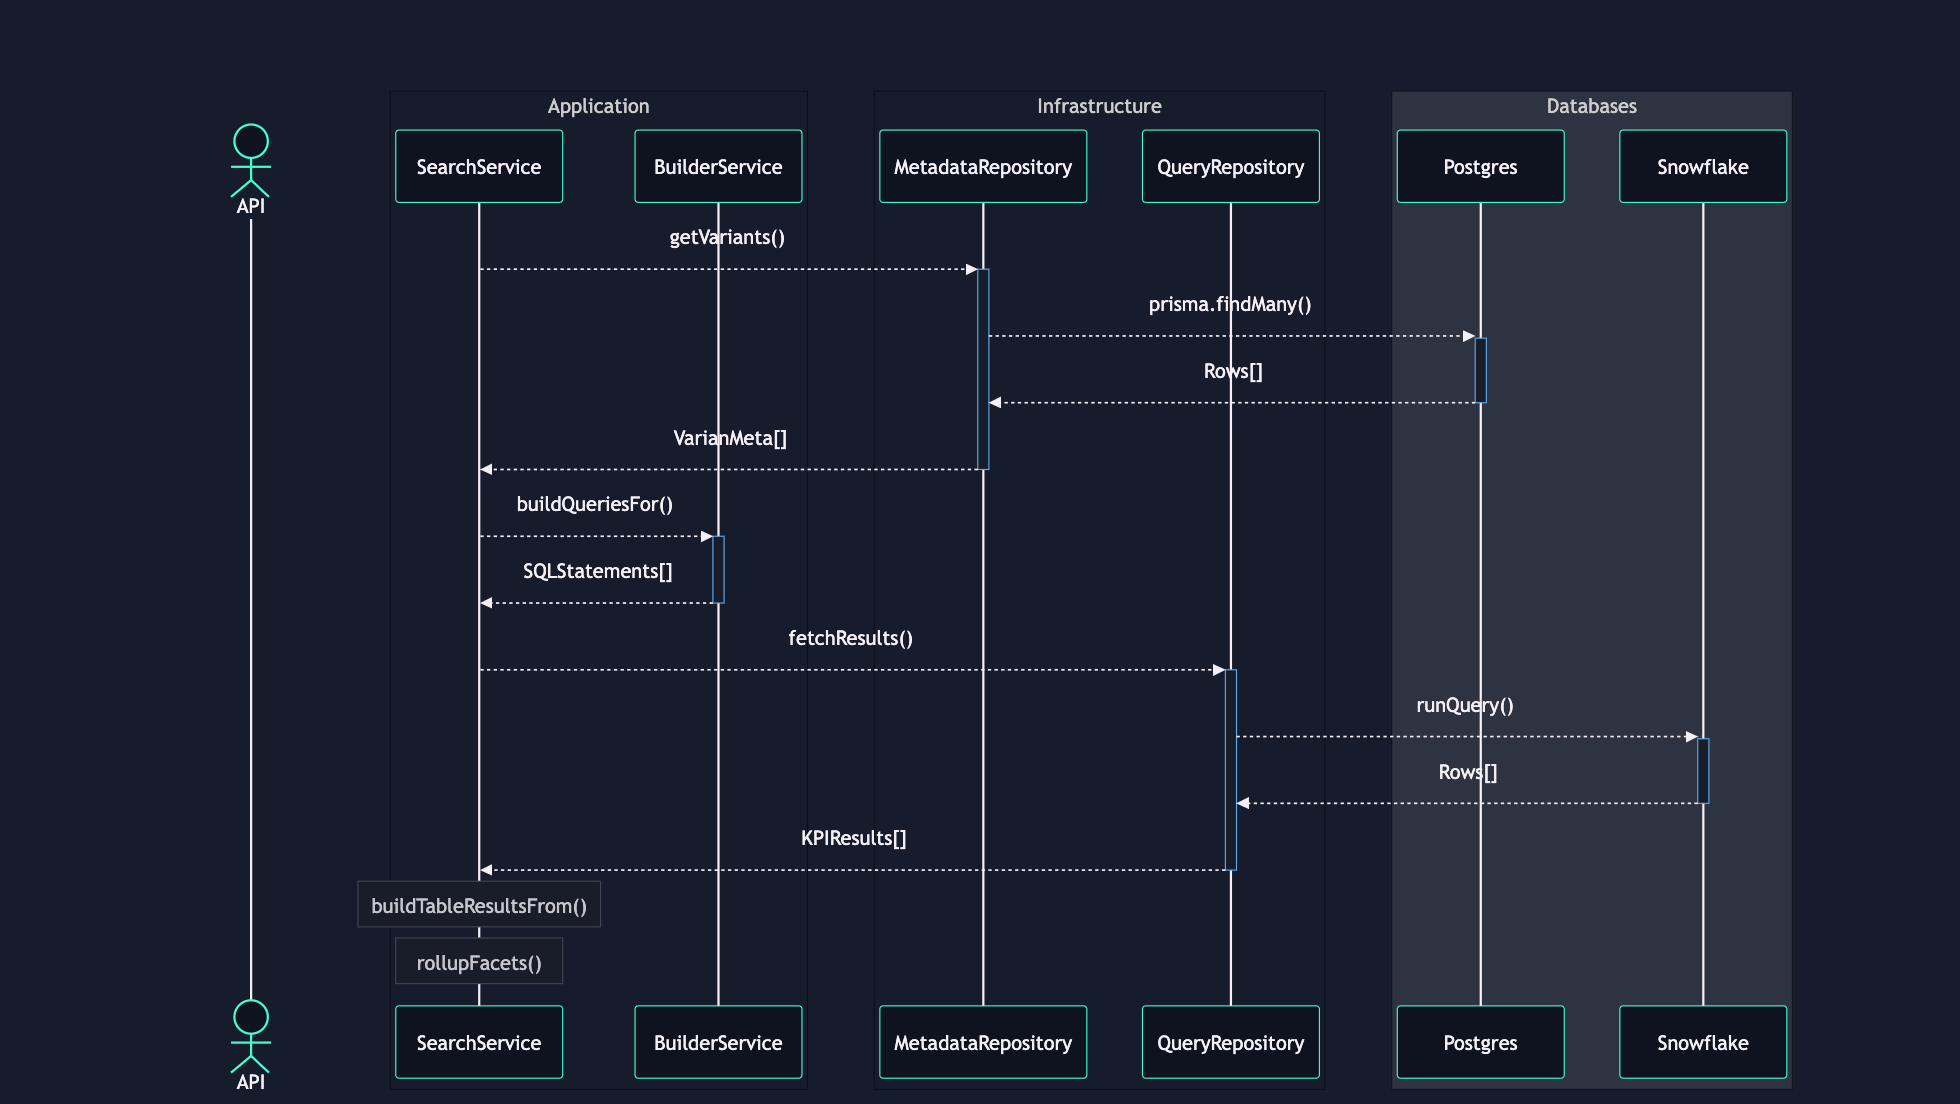 Application
Infrastructure
Databases
API
SearchService
BuilderService
MetadataRepository
QueryRepository
Postgres
Snowflake
getVariants()
prisma.findMany()
Rows[]
VarianMeta[]
buildQueriesFor()
SQLStatements[]
fetchResults()
runQuery()
Rows[]
KPIResults[]
buildTableResultsFrom()
rollupFacets()
SearchService
BuilderService
MetadataRepository
QueryRepository
Postgres
Snowflake
API